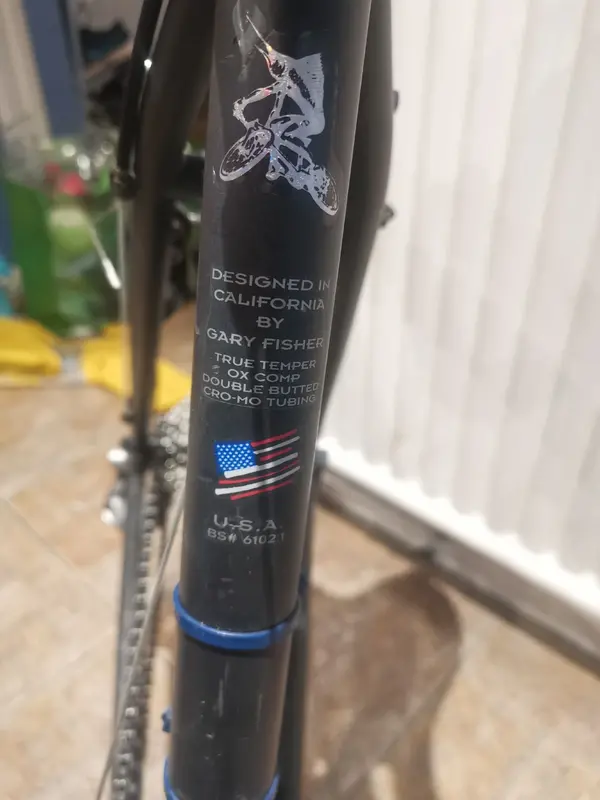 DESIGNED IN
CALIFORNIA
BY
GARY FISHER
TRUE TEMPER
OX COMP
DOUBLE BUTTED
CRO-MO TUBING
U.S.A.
BS# 61021